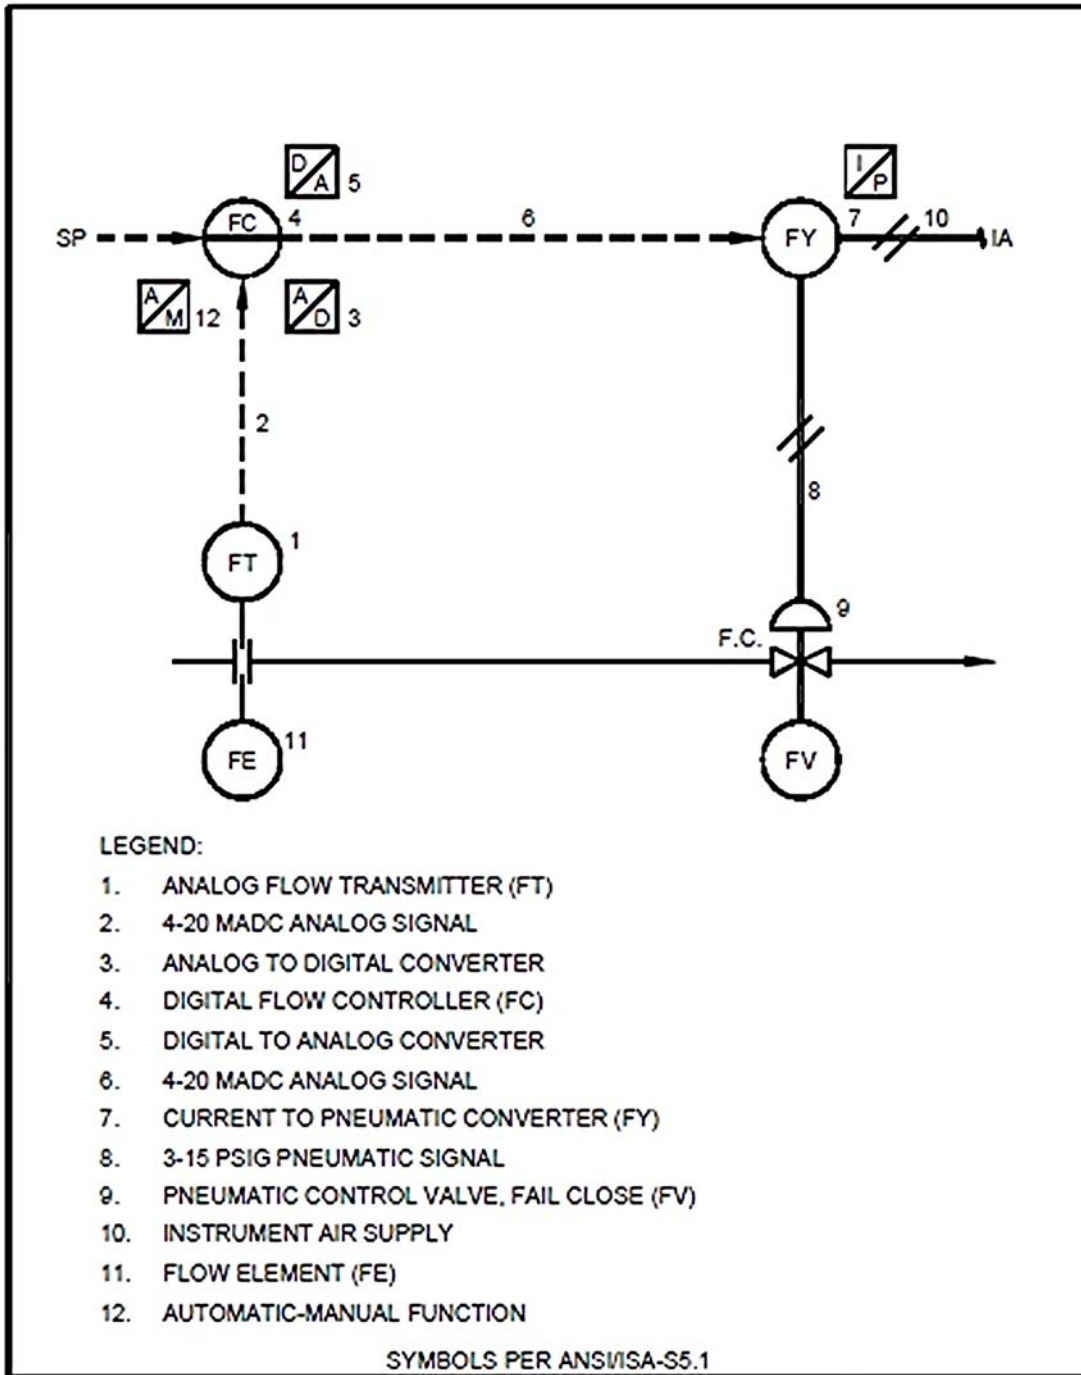 D
A 5
I
P
SP FC 4 6 FY 7 10 IA
A
M 12
A
D 3
2
8
FT 1
F.C. 9
FE 11
FV
LEGEND:
1. ANALOG FLOW TRANSMITTER (FT)
2. 4-20 MADC ANALOG SIGNAL
3. ANALOG TO DIGITAL CONVERTER
4. DIGITAL FLOW CONTROLLER (FC)
5. DIGITAL TO ANALOG CONVERTER
6. 4-20 MADC ANALOG SIGNAL
7. CURRENT TO PNEUMATIC CONVERTER (FY)
8. 3-15 PSIG PNEUMATIC SIGNAL
9. PNEUMATIC CONTROL VALVE, FAIL CLOSE (FV)
10. INSTRUMENT AIR SUPPLY
11. FLOW ELEMENT (FE)
12. AUTOMATIC-MANUAL FUNCTION
SYMBOLS PER ANSI/ISA-S5.1